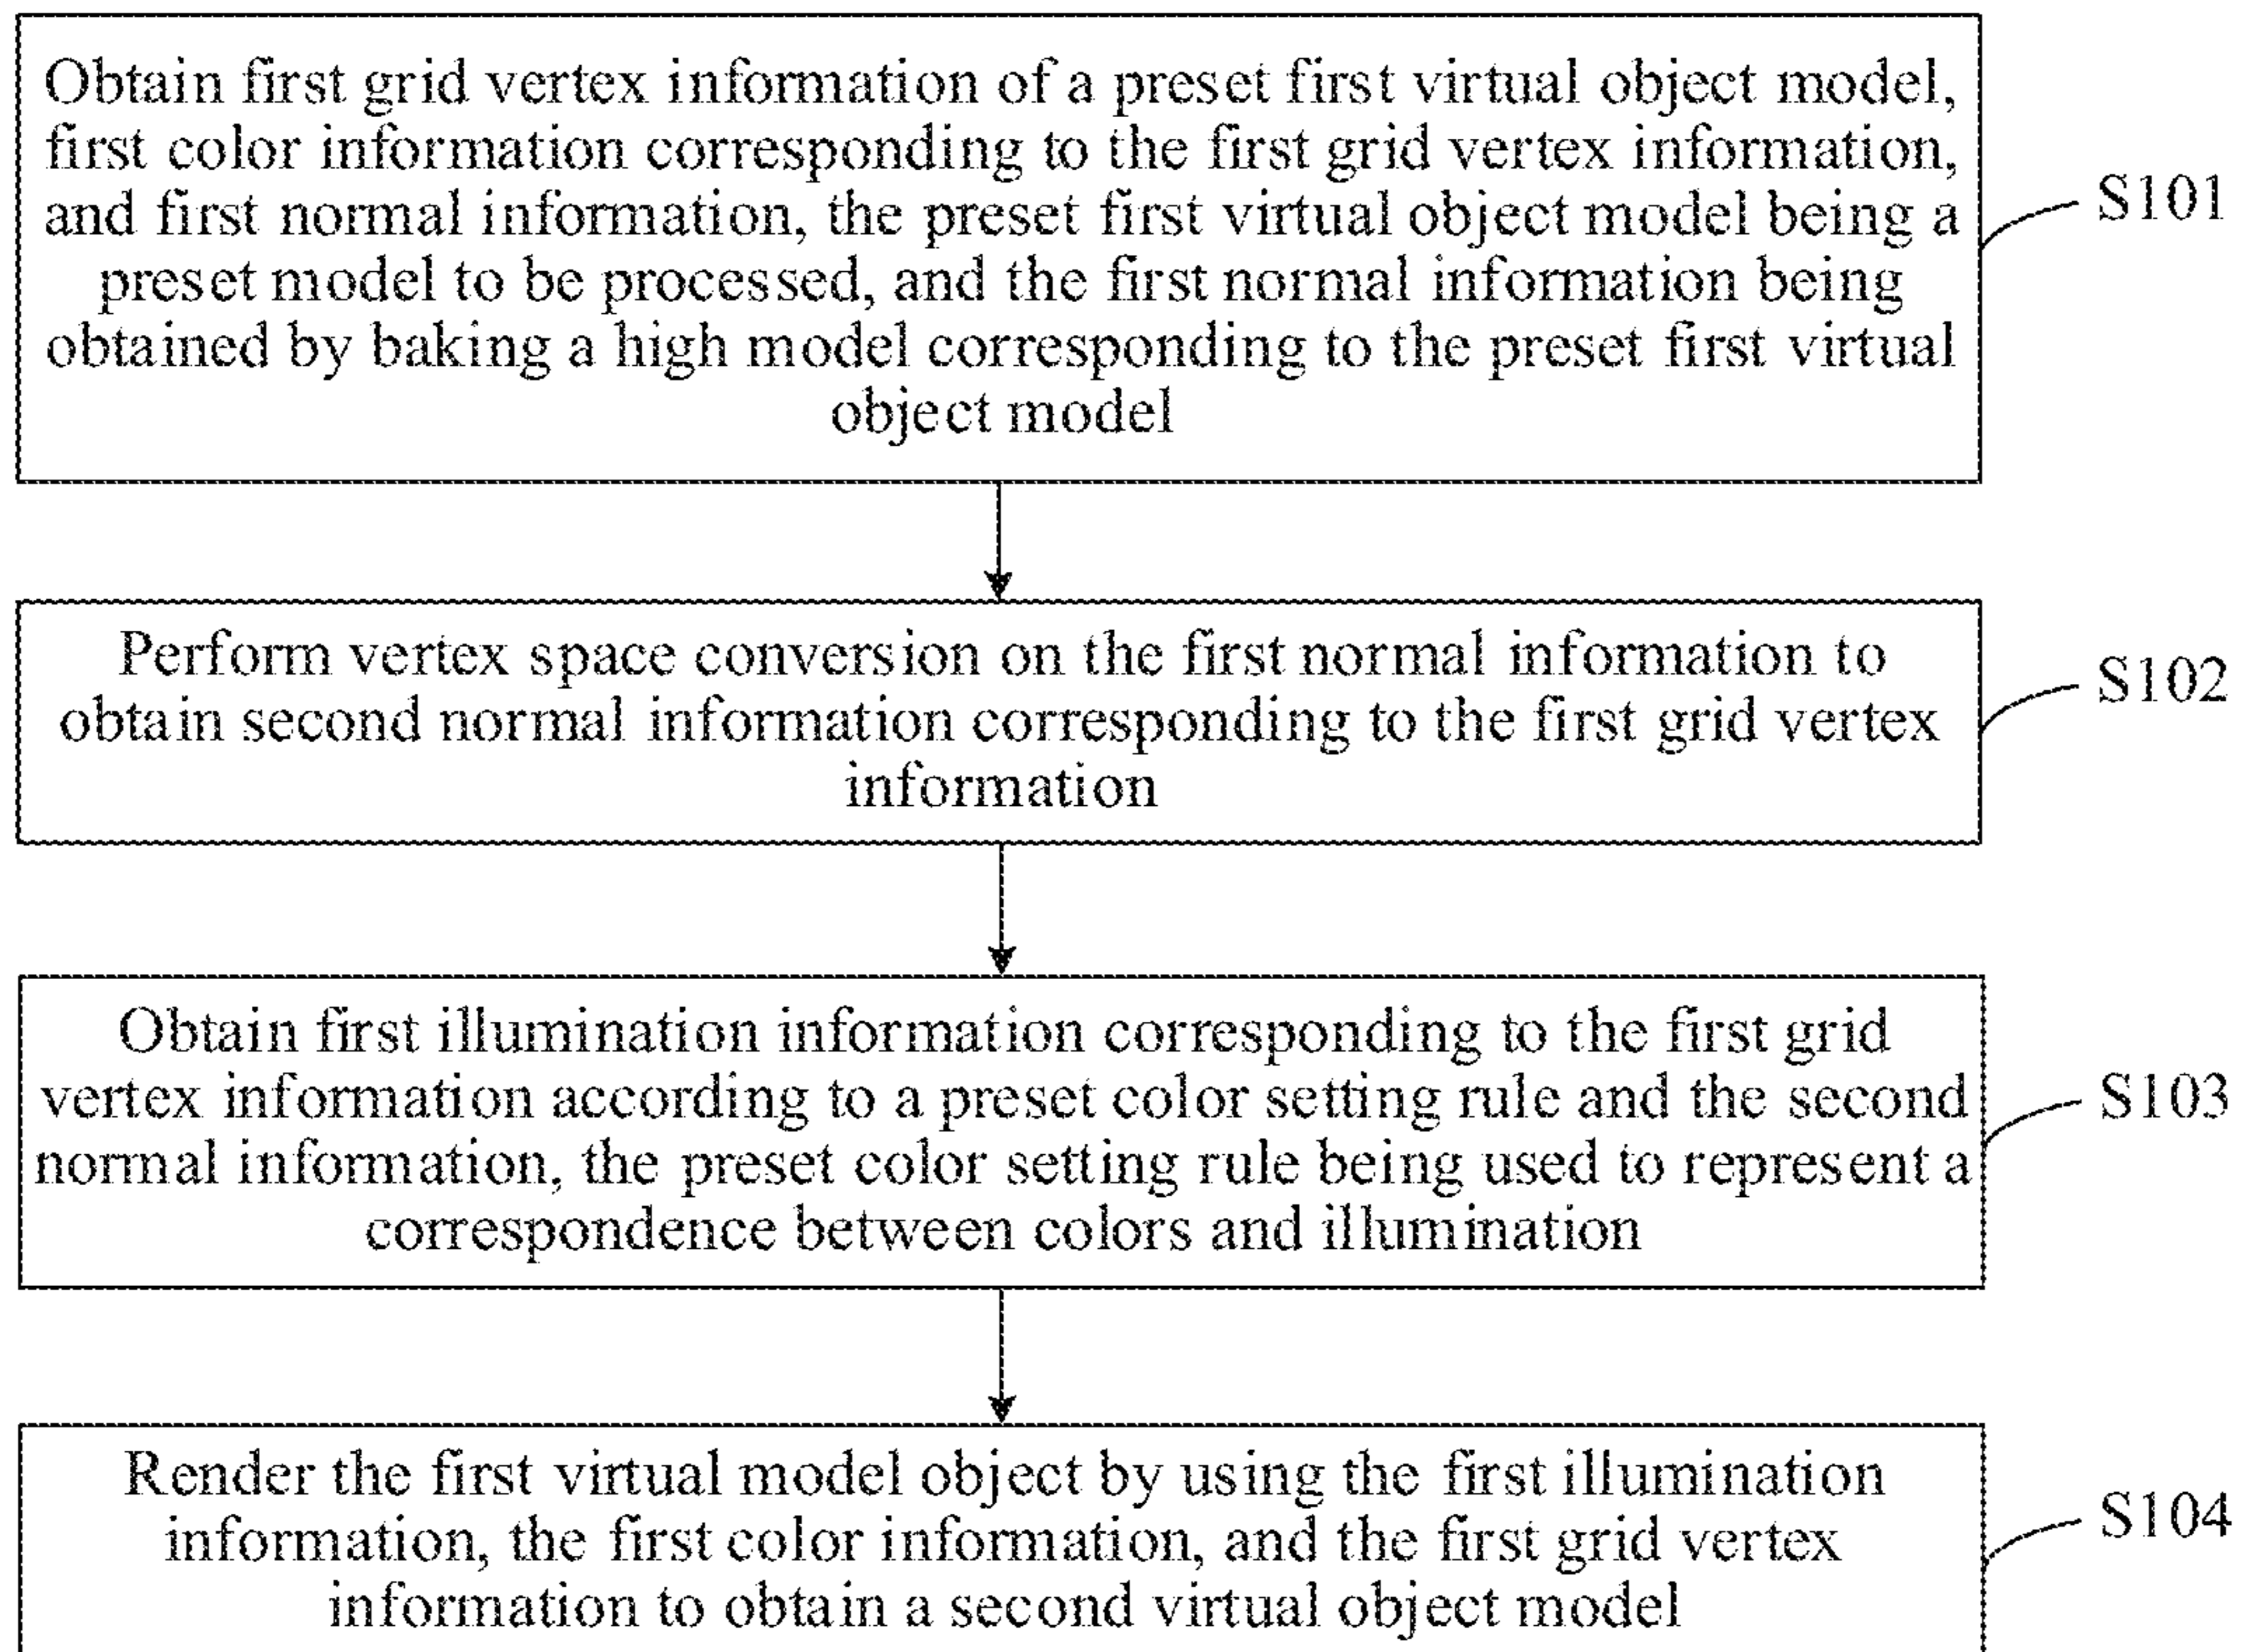 Obtain first grid vertex information of a preset first virtual object model,
first color information corresponding to the first grid vertex information,
and first normal information, the preset first virtual object model being a
preset model to be processed, and the first normal information being
obtained by baking a high model corresponding to the preset first virtual
object model
S101
Perform vertex space conversion on the first normal information to
obtain second normal information corresponding to the first grid vertex
information
S102
Obtain first illumination information corresponding to the first grid
vertex information according to a preset color setting rule and the second
normal information, the preset color setting rule being used to represent a
correspondence between colors and illumination
S103
Render the first virtual model object by using the first illumination
information, the first color information, and the first grid vertex
information to obtain a second virtual object model
S104